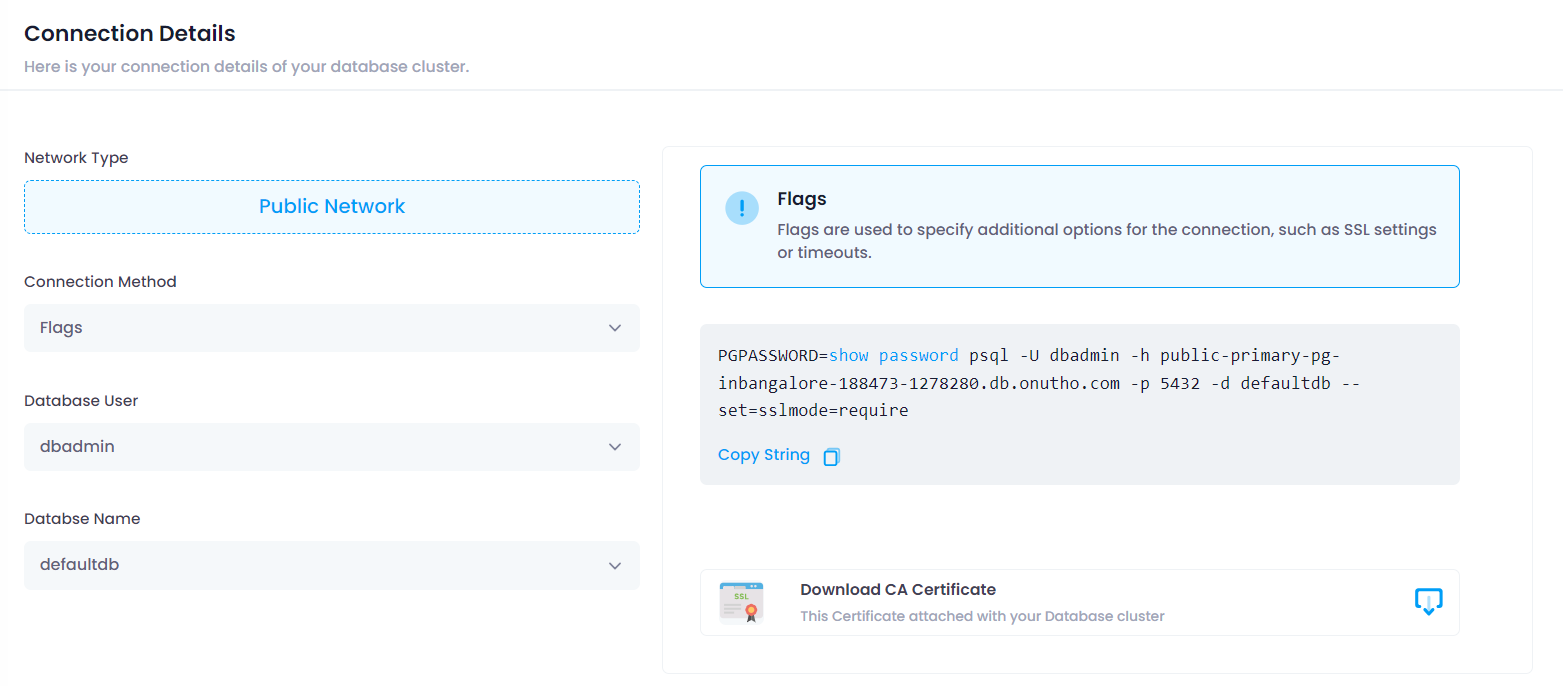 Connection Details
Here is your connection details of your database cluster.
Network Type
Public Network
Connection Method
Flags
Database User
dbadmin
Databse Name
defaultdb
Flags
Flags are used to specify additional options for the connection, such as SSL settings
or timeouts.
PGPASSWORD=show password psql -U dbadmin -h public-primary-pg-
inbangalore-188473-1278280.db.onutho.com -p 5432 -d defaultdb --
set=sslmode=require
Copy String
SSL
Download CA Certificate
This Certificate attached with your Database cluster